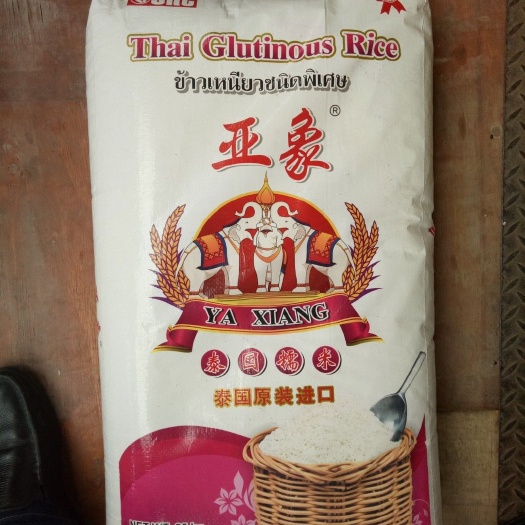 Thai Glutinous Rice
ข้าวเหนียวชนิดพิเศษ
亚象®
YA XIANG
泰国糯米
泰国原装进口